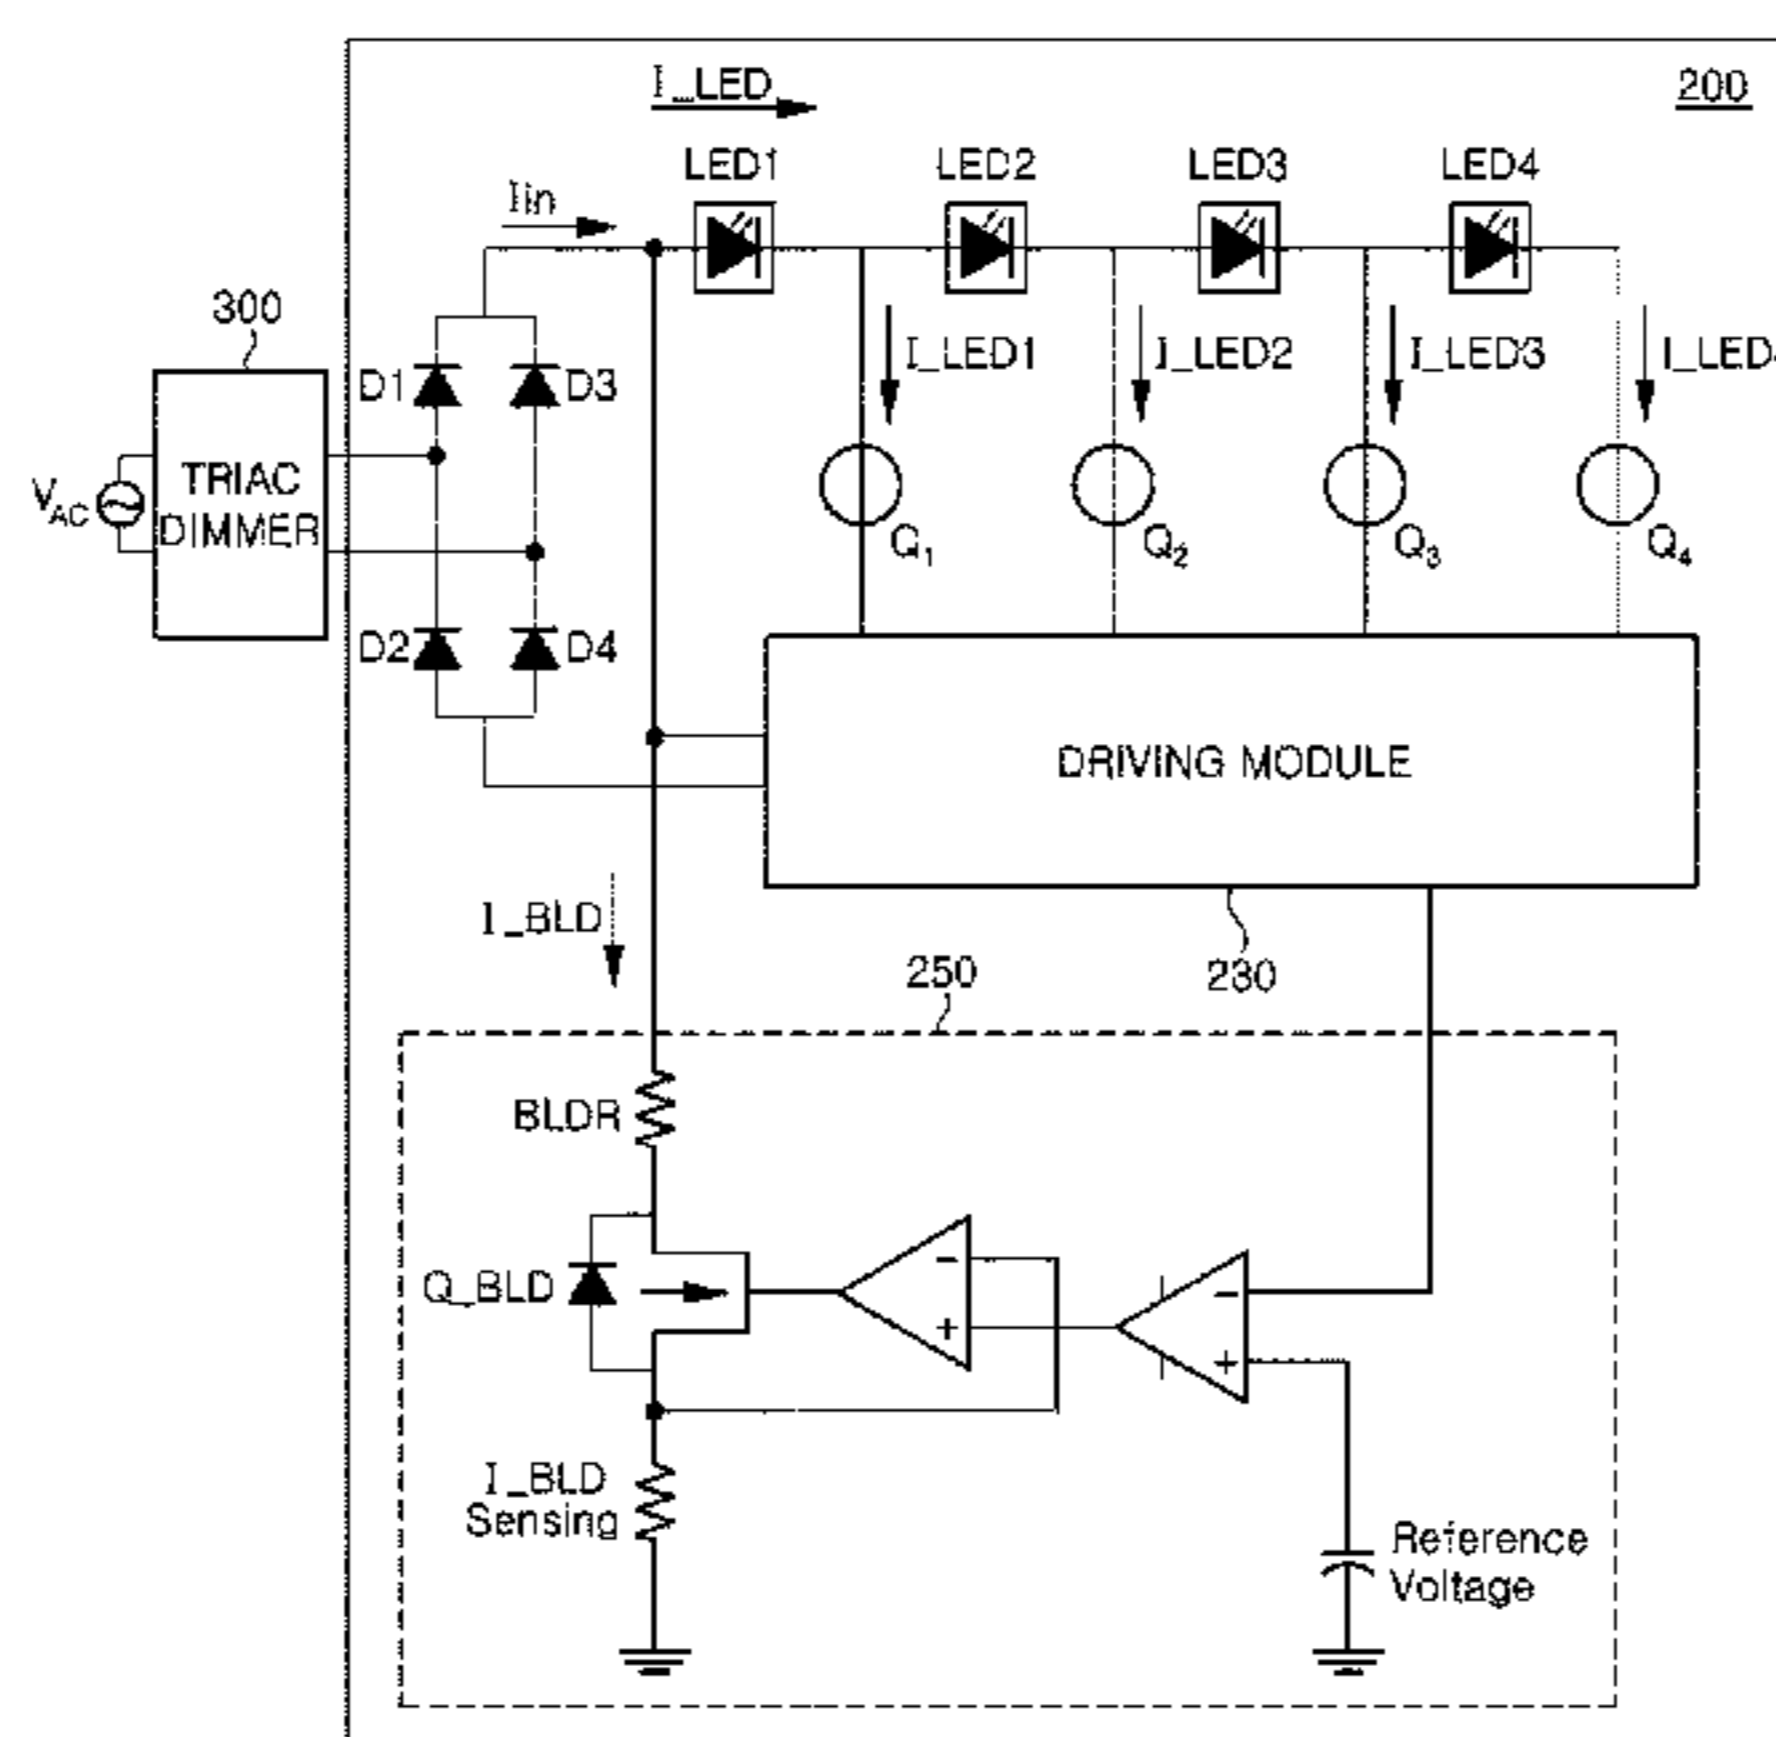 200
I_LED
LED1 LED2 LED3 LED4
Iin
300
D1 D3
I_LED1 I_LED2 I_LED3 I_LED
TRIAC
DIMMER
VAC
Q1 Q2 Q3 Q4
D2 D4
DRIVING MODULE
I_BLD
250
230
BLDR
-
+
Q_BLD
-
+
I_BLD
Sensing
Reference
Voltage